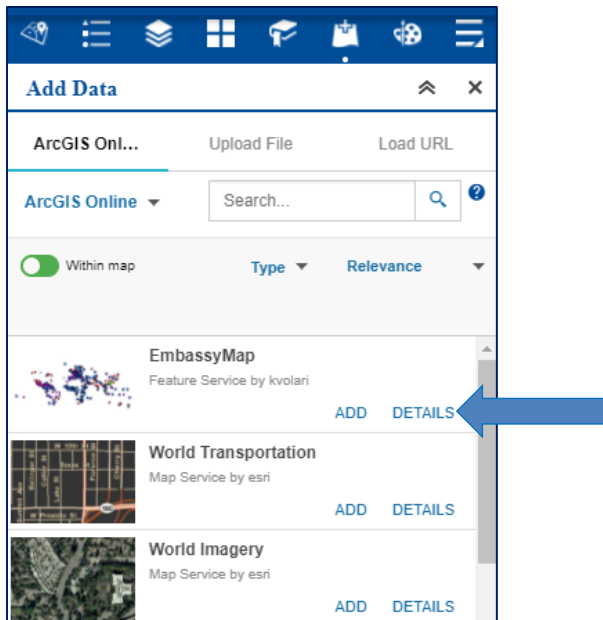 Add Data
ArcGIS Onl...
Upload File
Load URL
ArcGIS Online
Search...
?
Within map
Type
Relevance
EmbassyMap
Feature Service by kvolari
ADD
DETAILS
World Transportation
Map Service by esri
ADD
DETAILS
World Imagery
Map Service by esri
ADD
DETAILS